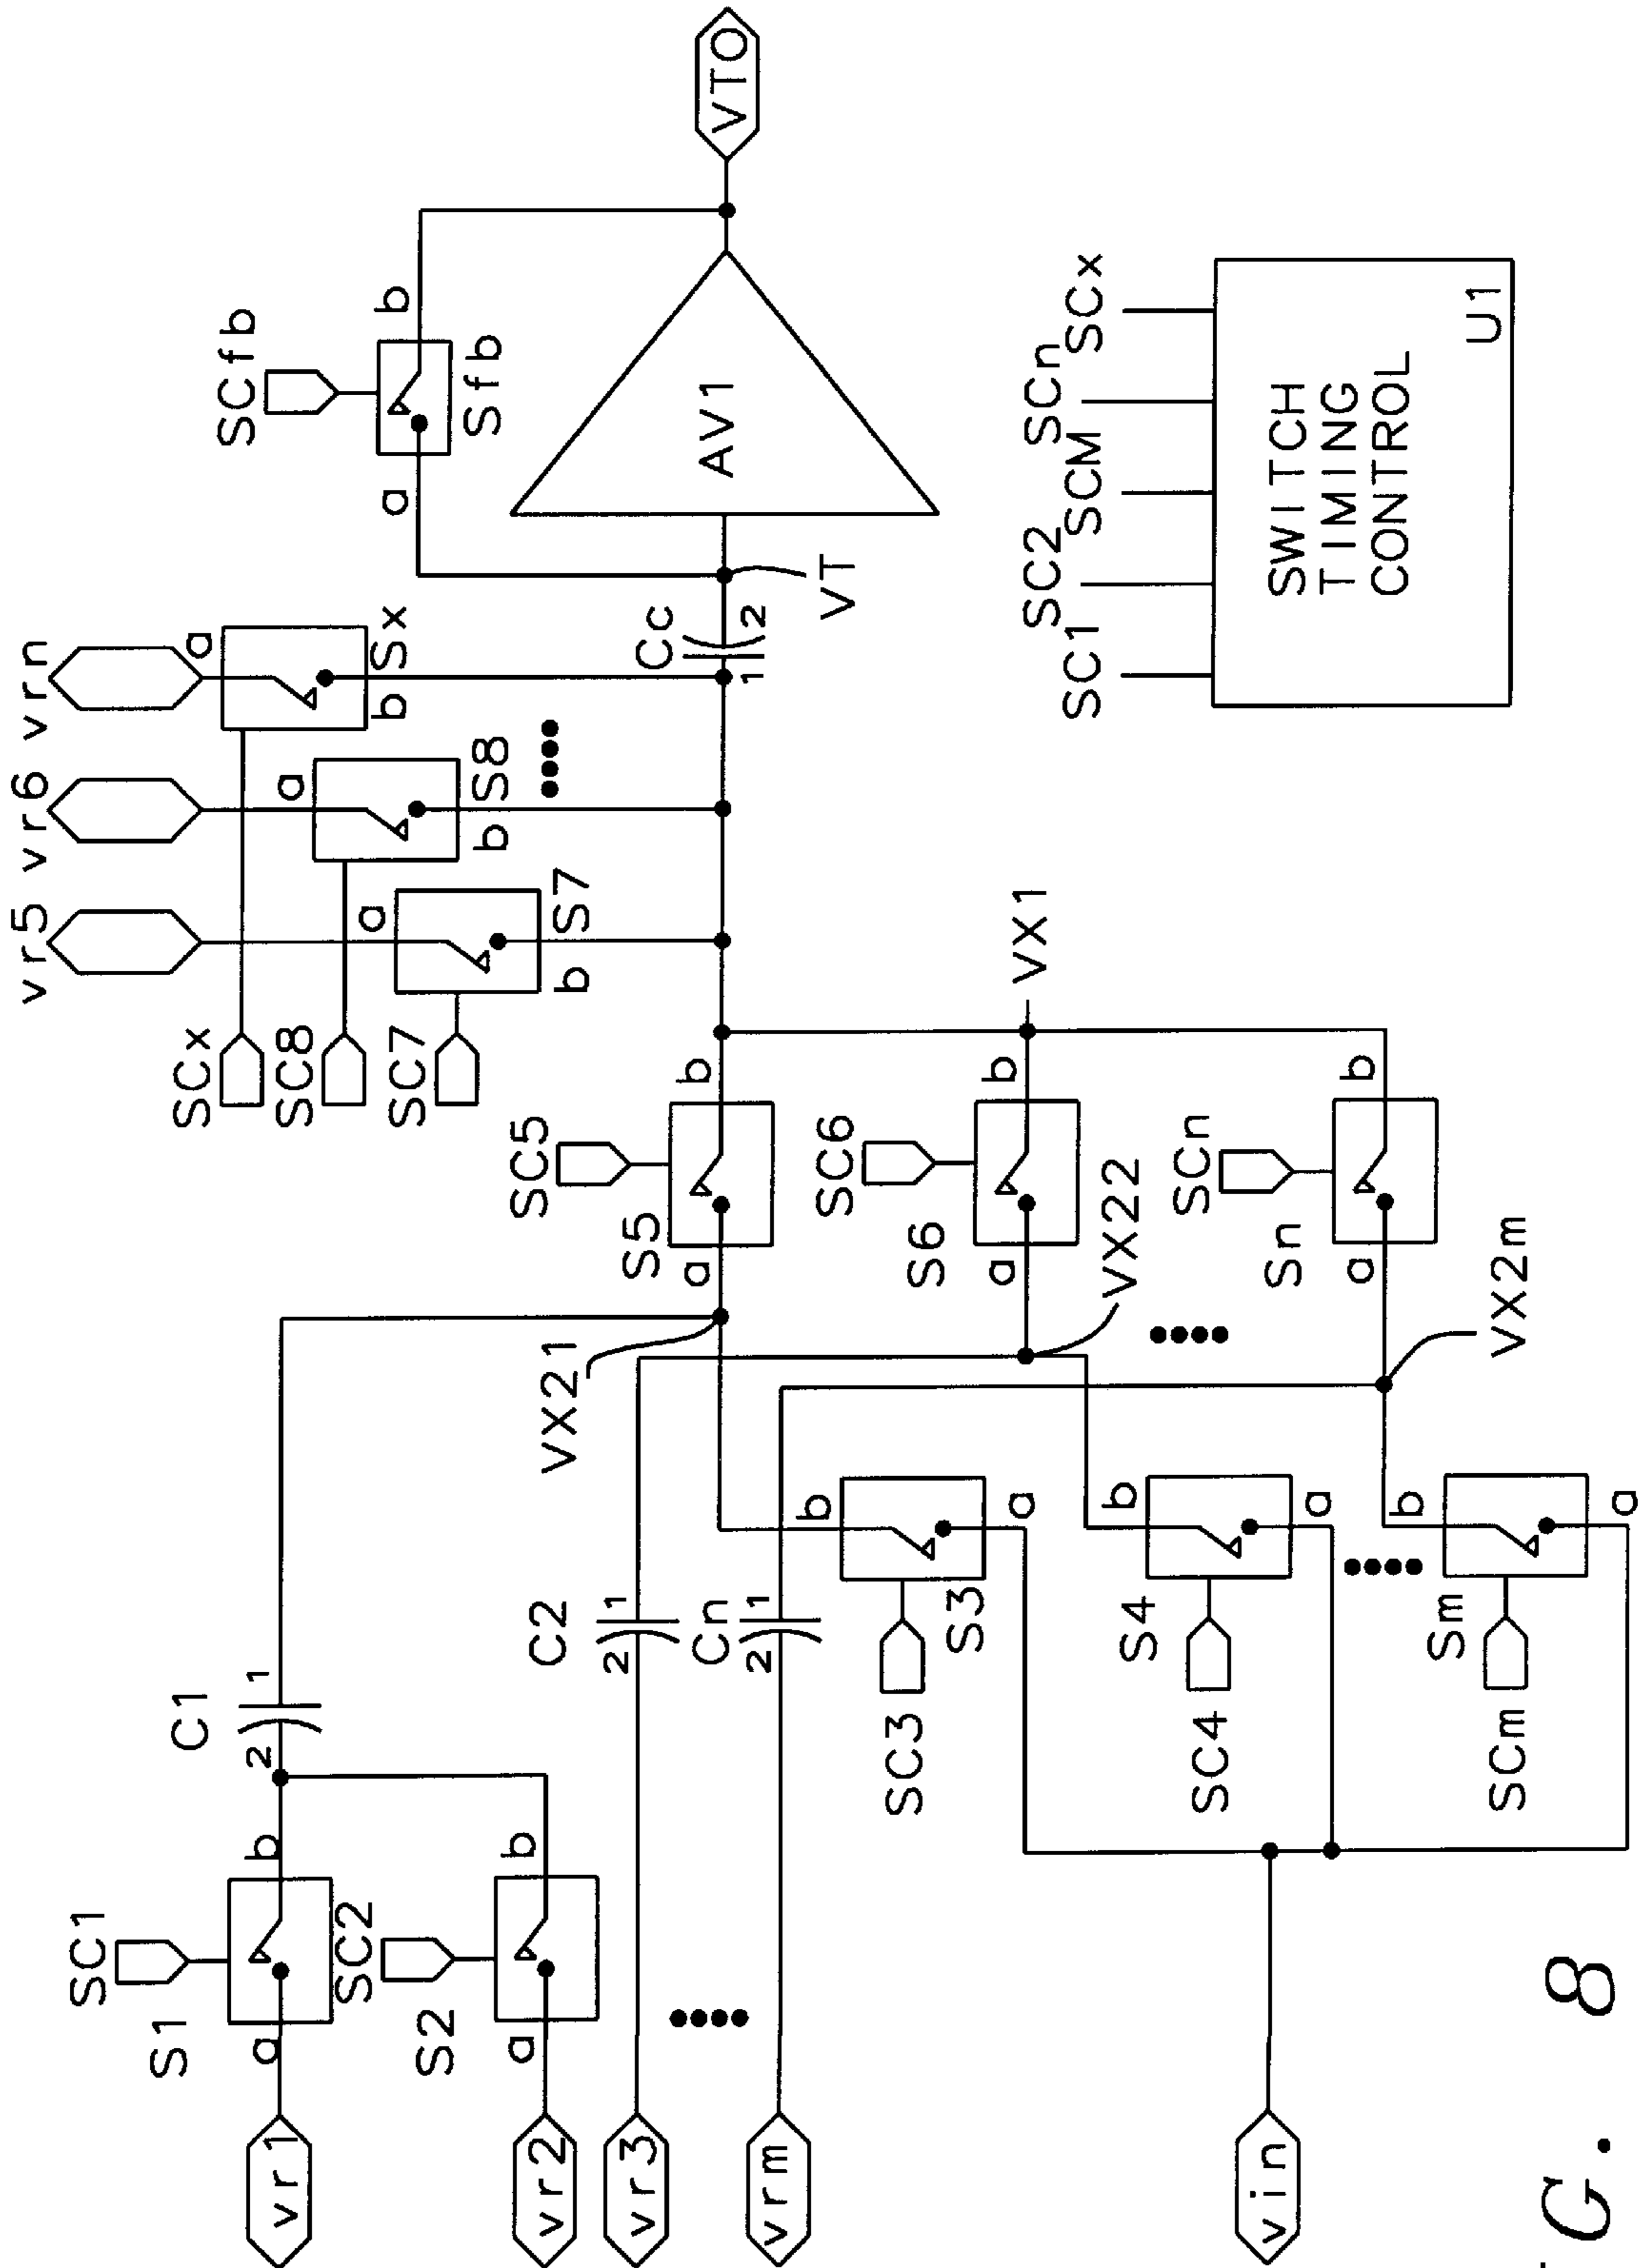 vrn
vr6
vr5
a
Sx
b
a
S8
b
a
S7
b
SCx
SC8
SC7
SCfb
a
b
Sfb
AV1
VTO
Cc
1
2
VT
SC1
S1
a
b
vr1
SC2
S2
a
b
vr2
C1
2
1
vr3
C2
2
1
vrm
Cn
2
1
VX21
SC5
S5
a
b
SC6
S6
a
b
VX1
VX22
SCn
Sn
a
b
VX2m
b
a
S3
SC3
b
a
S4
SC4
b
a
Sm
SCm
vin
SC1
SC2
SCM
SCn
SCx
SWITCH
TIMING
CONTROL
U1
G. 8